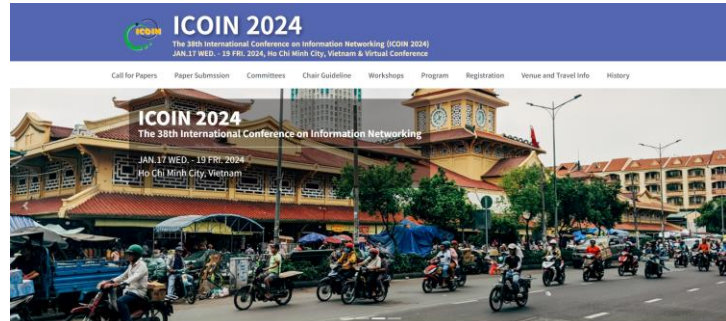 ICOIN
ICOIN 2024
The 38th International Conference on Information Networking (ICOIN 2024)
JAN.17 WED. - 19 FRI. 2024, Ho Chi Minh City, Vietnam & Virtual Conference
Call for Papers Paper Submssion Committees Chair Guideline Workshops Program Registration Venue and Travel Info History
ICOIN 2024
The 38th International Conference on Information Networking
JAN.17 WED. - 19 FRI. 2024
Ho Chi Minh City, Vietnam